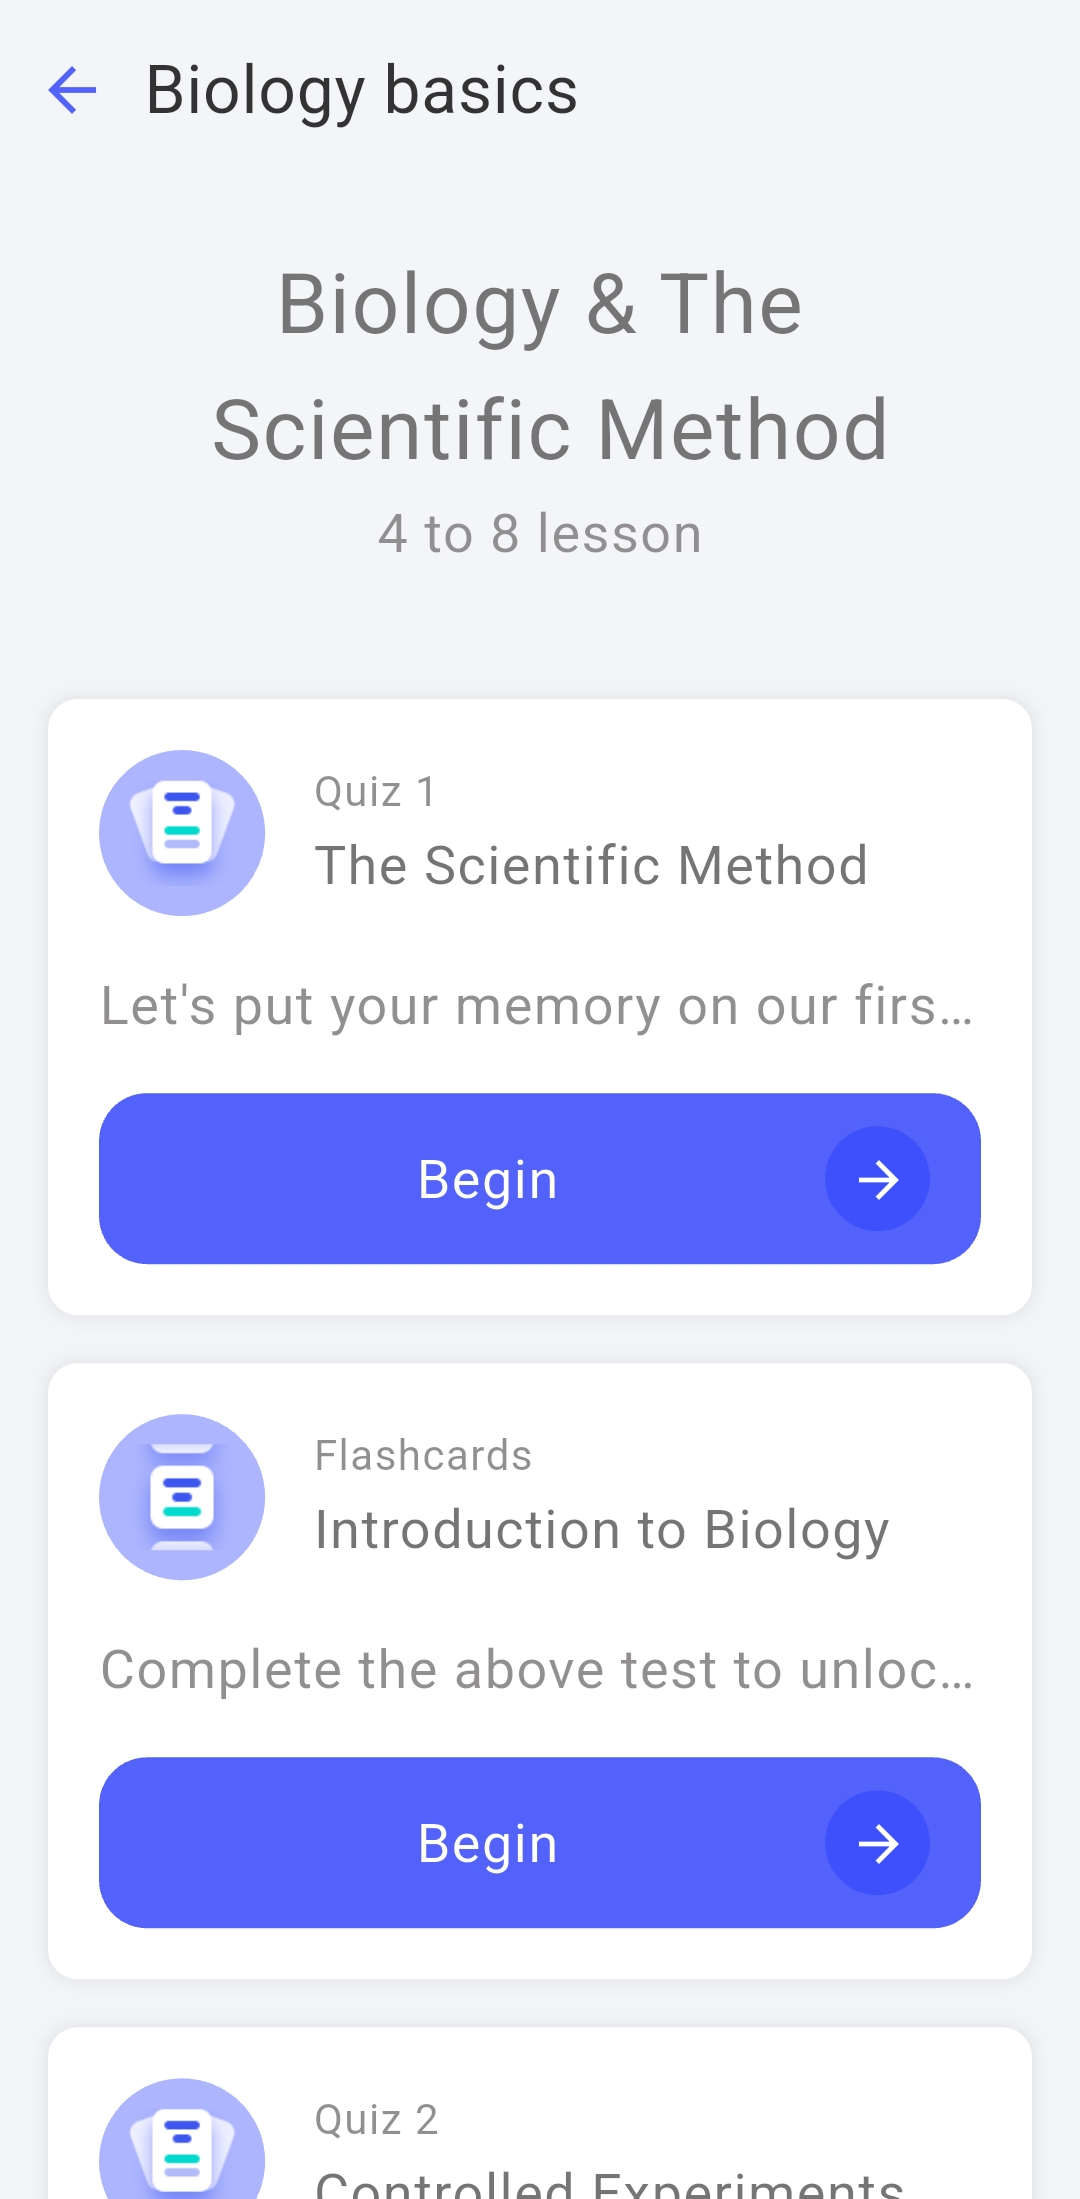 Biology basics
Biology & The
Scientific Method
4 to 8 lesson
Quiz 1
The Scientific Method
Let's put your memory on our firs...
Begin
Flashcards
Introduction to Biology
Complete the above test to unloc...
Begin
Quiz 2
Controlled Experiments